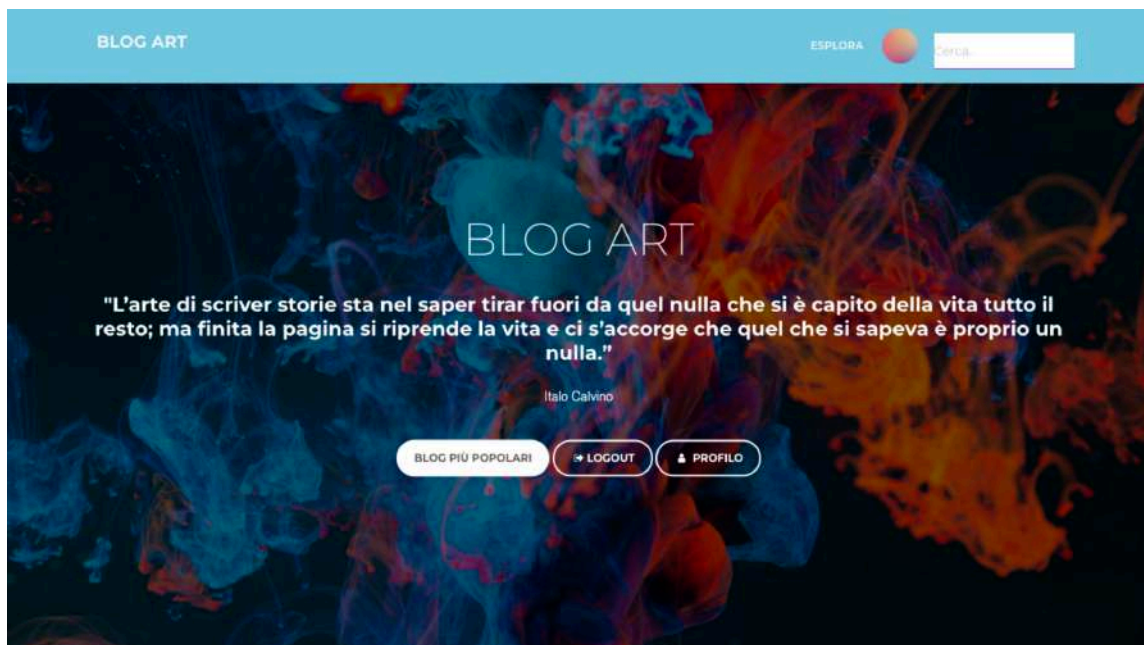 BLOG ART
ESPLORA
Cerca...
BLOG ART
"L’arte di scriver storie sta nel saper tirar fuori da quel nulla che si è capito della vita tutto il
resto; ma finita la pagina si riprende la vita e ci s’accorge che quel che si sapeva è proprio un
nulla.”
Italo Calvino
BLOG PIÙ POPOLARI
LOGOUT
PROFILO